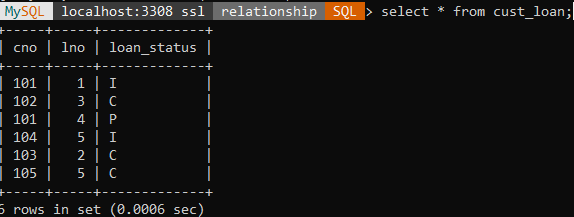 MySQL localhost:3308 ssl relationship SQL > select * from cust_loan;
+-----+-----+-------------+
| cno | lno | loan_status |
+-----+-----+-------------+
| 101 |   1 | I           |
| 102 |   3 | C           |
| 101 |   4 | P           |
| 104 |   5 | I           |
| 103 |   2 | C           |
| 105 |   5 | C           |
+-----+-----+-------------+
6 rows in set (0.0006 sec)